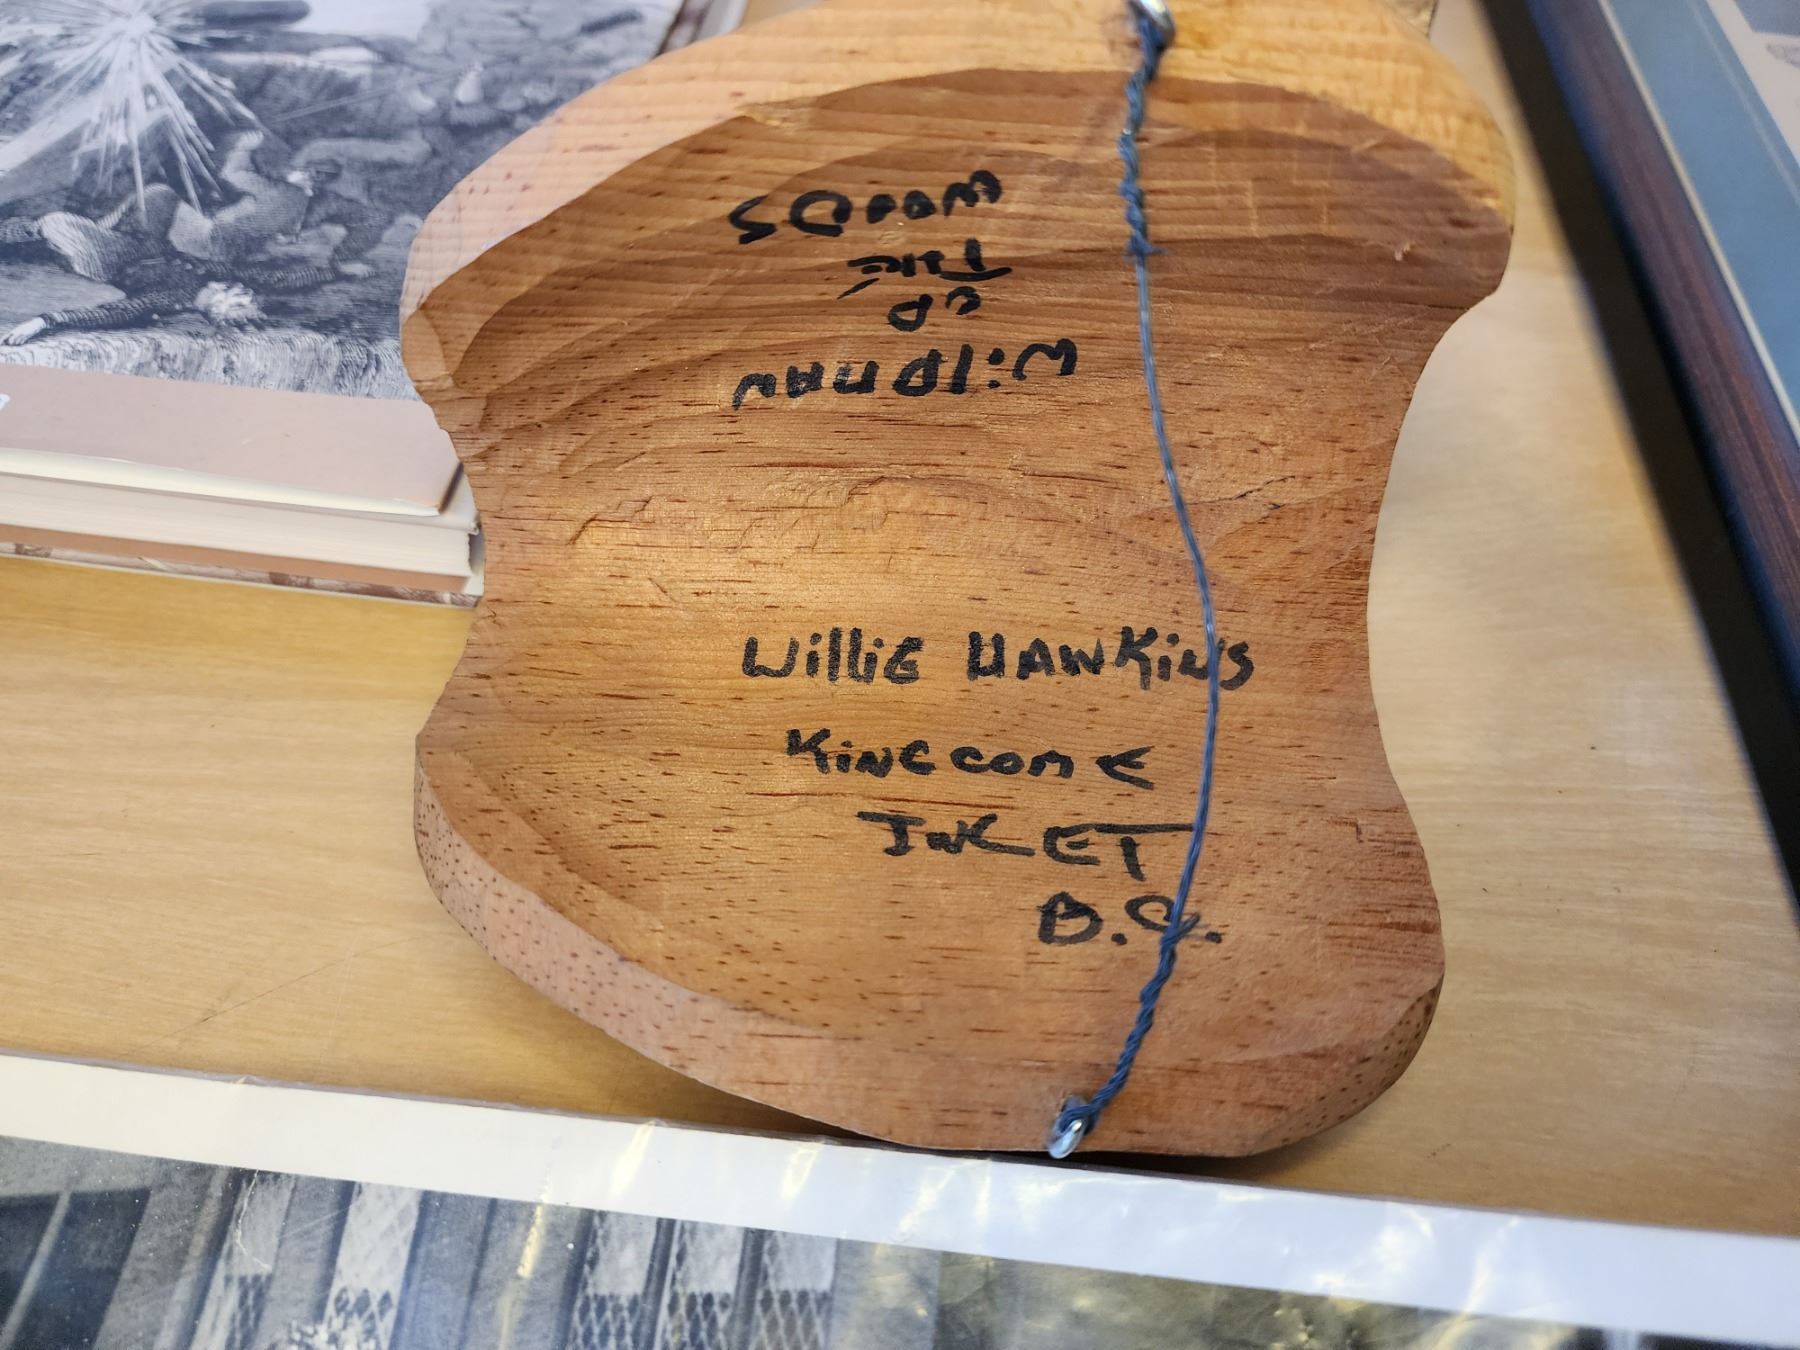 WilDMAN
OF
THE
WOODS
WilliE HAWKiNS
KiNGCOME
INLET
B.C.